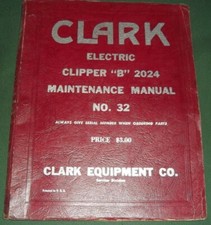 CLARK
ELECTRIC
CLIPPER "B" 2024
MAINTENANCE MANUAL
NO. 32
ALWAYS GIVE SERIAL NUMBER WHEN ORDERING PARTS
PRICE $5.00
CLARK EQUIPMENT CO.